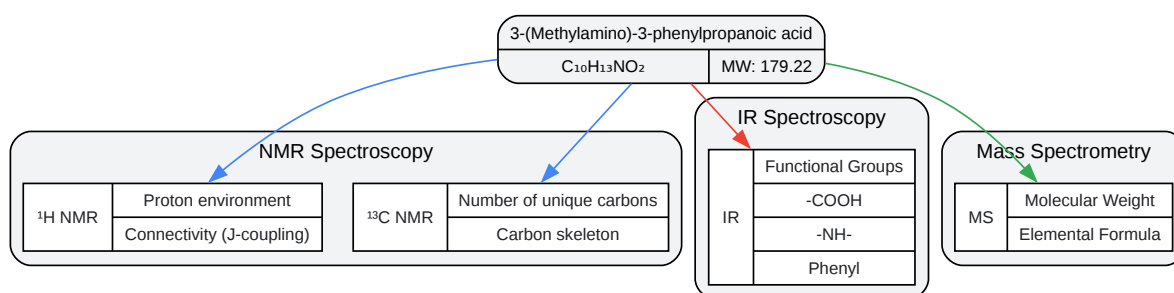 3-(Methylamino)-3-phenylpropanoic acid
C₁₀H₁₃NO₂
MW: 179.22
NMR Spectroscopy
¹H NMR
Proton environment
Connectivity (J-coupling)
¹³C NMR
Number of unique carbons
Carbon skeleton
IR Spectroscopy
IR
Functional Groups
-COOH
-NH-
Phenyl
Mass Spectrometry
MS
Molecular Weight
Elemental Formula